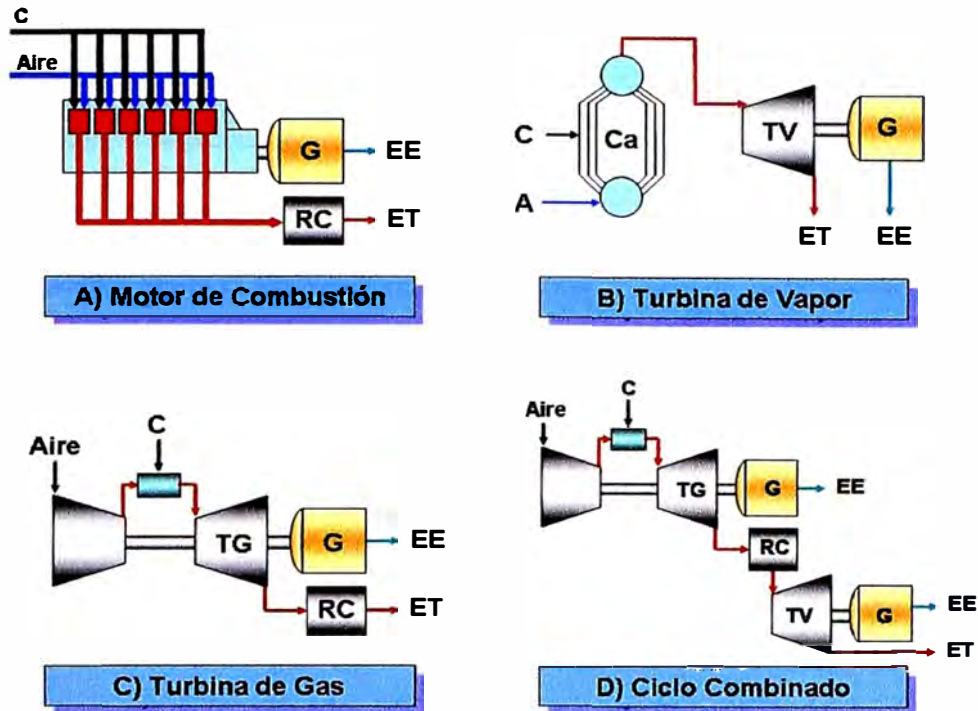 C
Aire
G
EE
RC
ET
A) Motor de Combustión
C
Ca
A
TV
G
ET
EE
B) Turbina de Vapor
Aire
C
TG
G
EE
RC
ET
C) Turbina de Gas
Aire
C
TG
G
EE
RC
TV
G
EE
ET
D) Ciclo Combinado